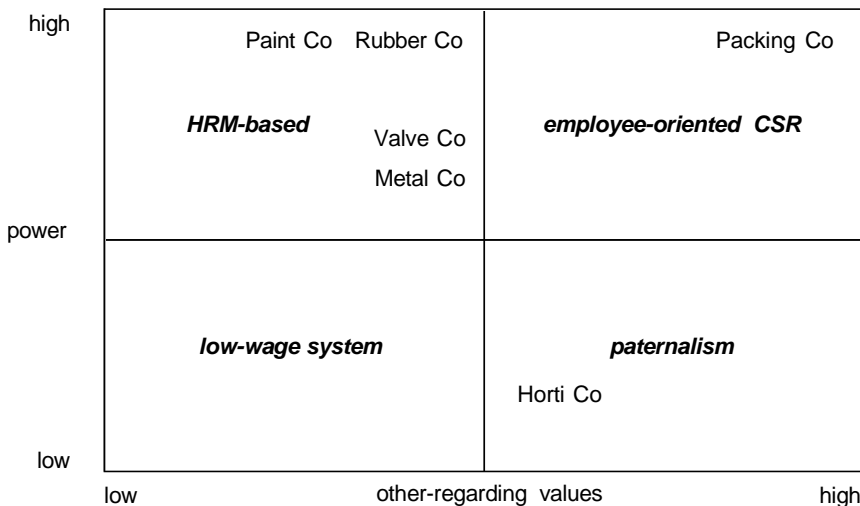 high
Paint Co Rubber Co Packing Co
HRM-based employee-oriented CSR
Valve Co
Metal Co
power
low-wage system paternalism
Horti Co
low
low other-regarding values high